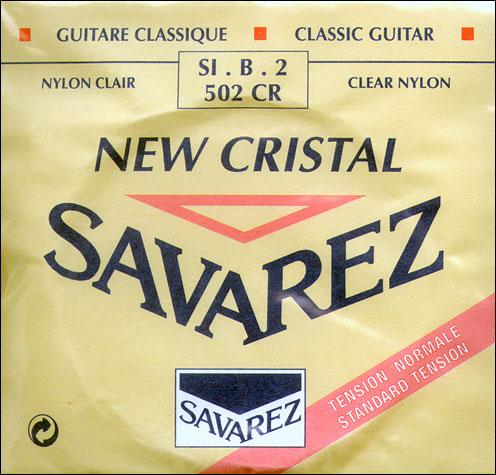 GUITARE CLASSIQUE CLASSIC GUITAR
SI . B . 2
NYLON CLAIR 502 CR CLEAR NYLON
NEW CRISTAL
SAVAREZ
TENSION NORMALE
STANDARD TENSION
SAVAREZ